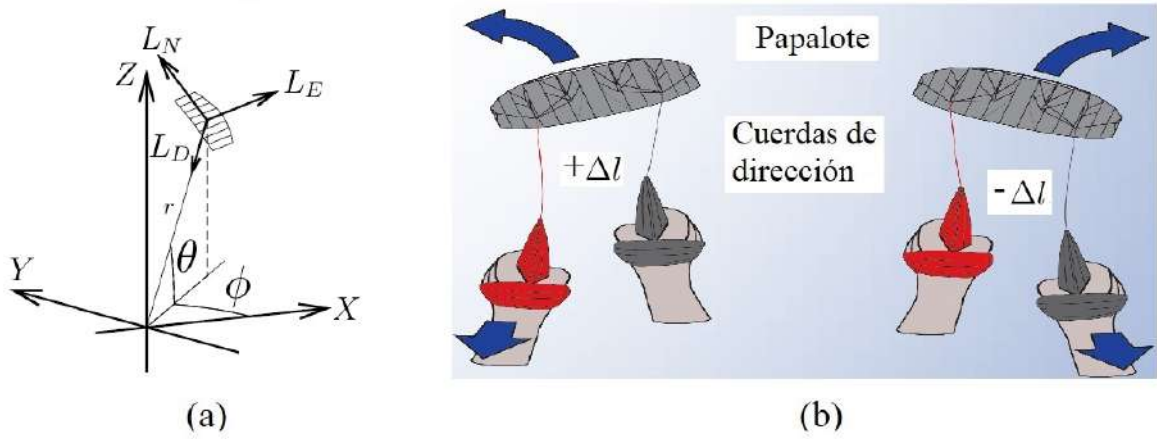 L_N
Z
L_E
L_D
r
θ
Y
ϕ
X
(a)
Papalote
Cuerdas de
dirección
+Δl
- Δl
(b)